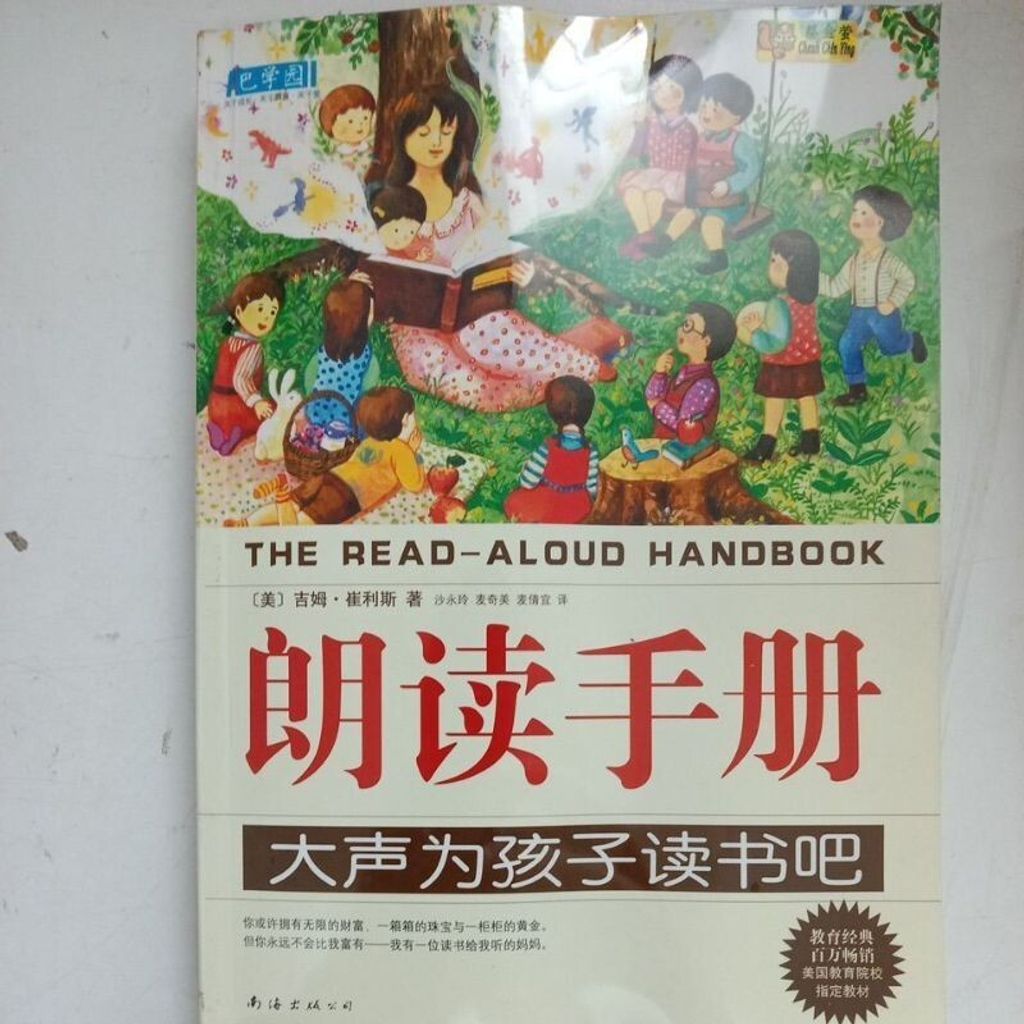 巴学园
Chuan Chia Ying
THE READ-ALOUD HANDBOOK
〔美〕吉姆·崔利斯 著 沙永玲 麦奇美 麦倩宜 译
朗读手册
大声为孩子读书吧
你或许拥有无限的财富，一箱箱的珠宝与一柜柜的黄金。
但你永远不会比我富有——我有一位读书给我听的妈妈。
教育经典
百万畅销
美国教育院校
指定教材
南海出版公司